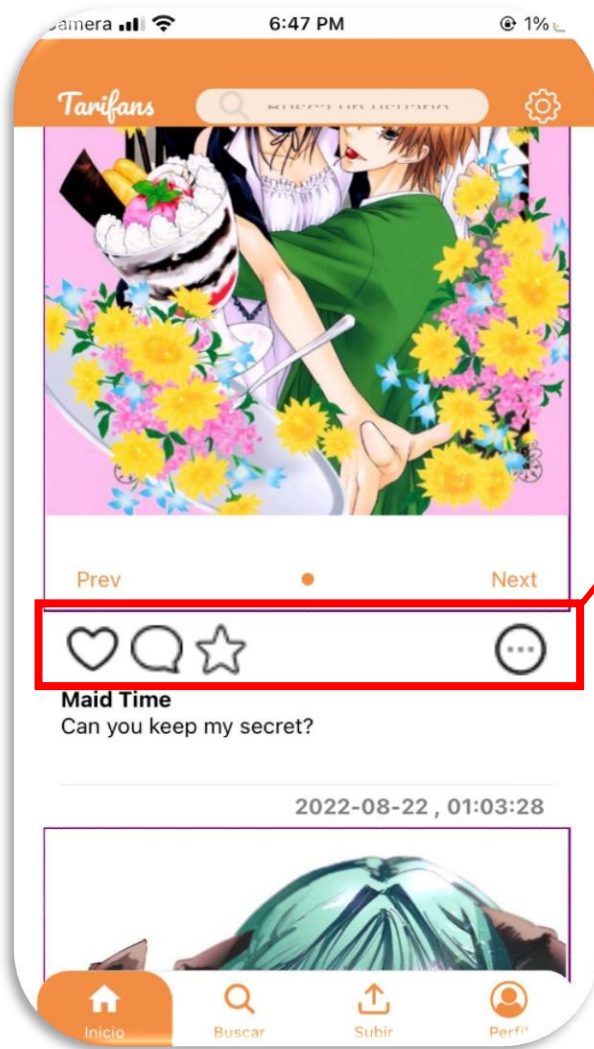 6:47 PM
1%
Tarifans
Prev
Next
Maid Time
Can you keep my secret?
2022-08-22 , 01:03:28
Inicio
Buscar
Subir
Perfil